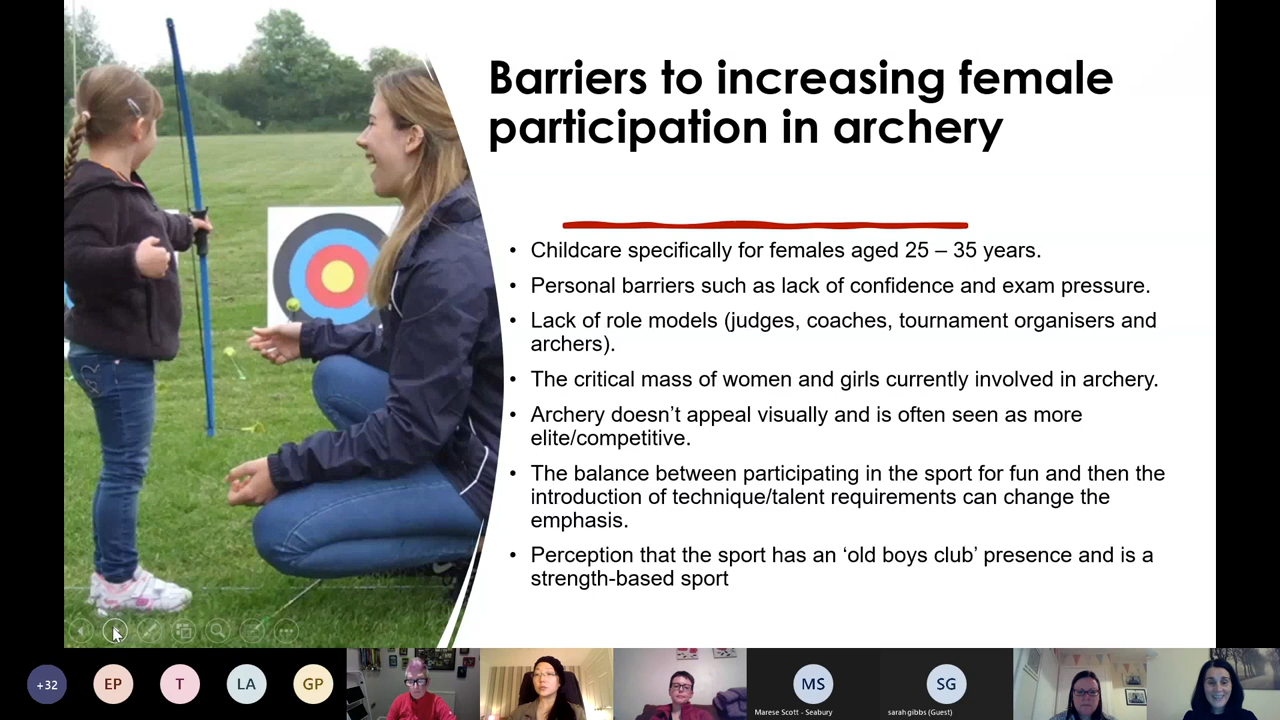 Barriers to increasing female
participation in archery
• Childcare specifically for females aged 25 – 35 years.
• Personal barriers such as lack of confidence and exam pressure.
• Lack of role models (judges, coaches, tournament organisers and
archers).
• The critical mass of women and girls currently involved in archery.
• Archery doesn’t appeal visually and is often seen as more
elite/competitive.
• The balance between participating in the sport for fun and then the
introduction of technique/talent requirements can change the
emphasis.
• Perception that the sport has an ‘old boys club’ presence and is a
strength-based sport
+32
EP
T
LA
GP
MS
Marese Scott - Seabury
SG
sarah gibbs (Guest)